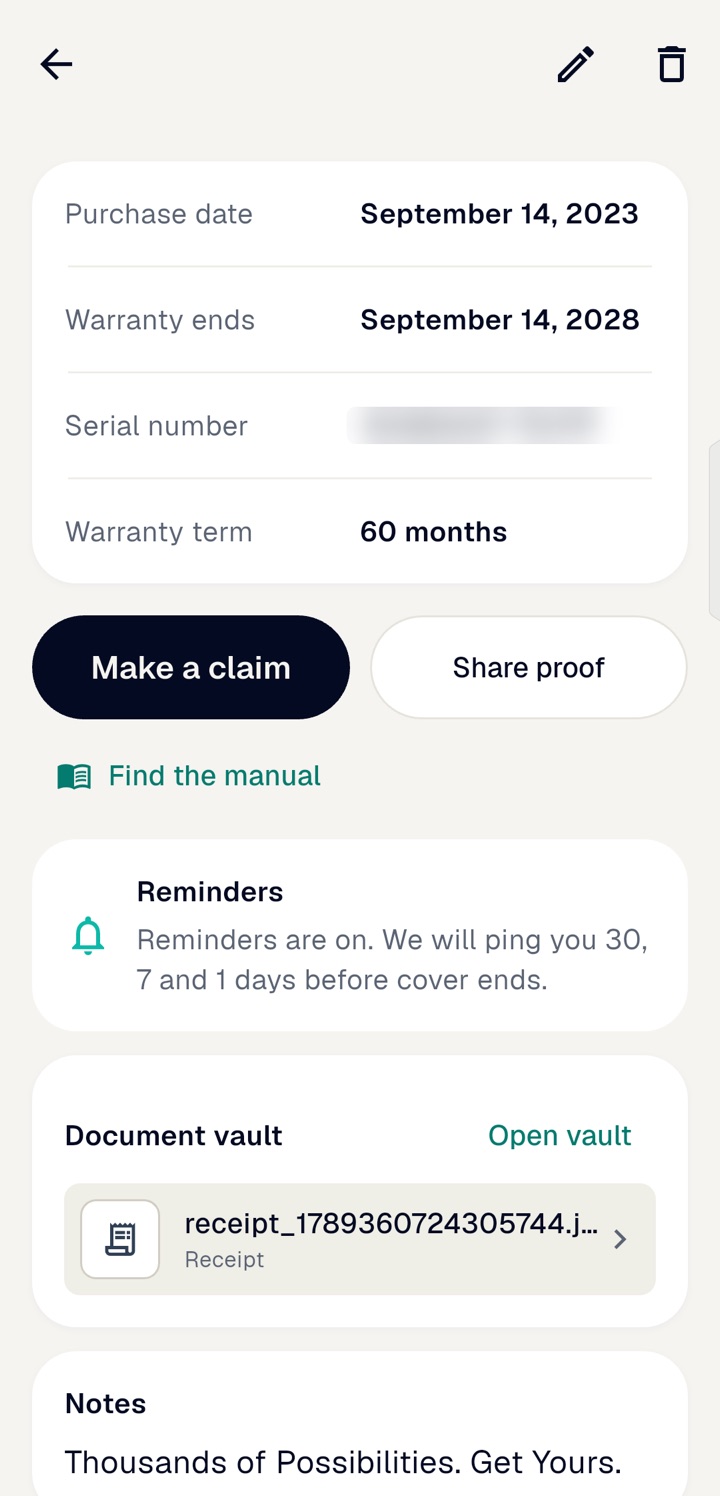 Purchase date September 14, 2023
Warranty ends September 14, 2028
Serial number
Warranty term 60 months
Make a claim Share proof
Find the manual
Reminders
Reminders are on. We will ping you 30,
7 and 1 days before cover ends.
Document vault Open vault
receipt_1789360724305744.j...
Receipt
Notes
Thousands of Possibilities. Get Yours.